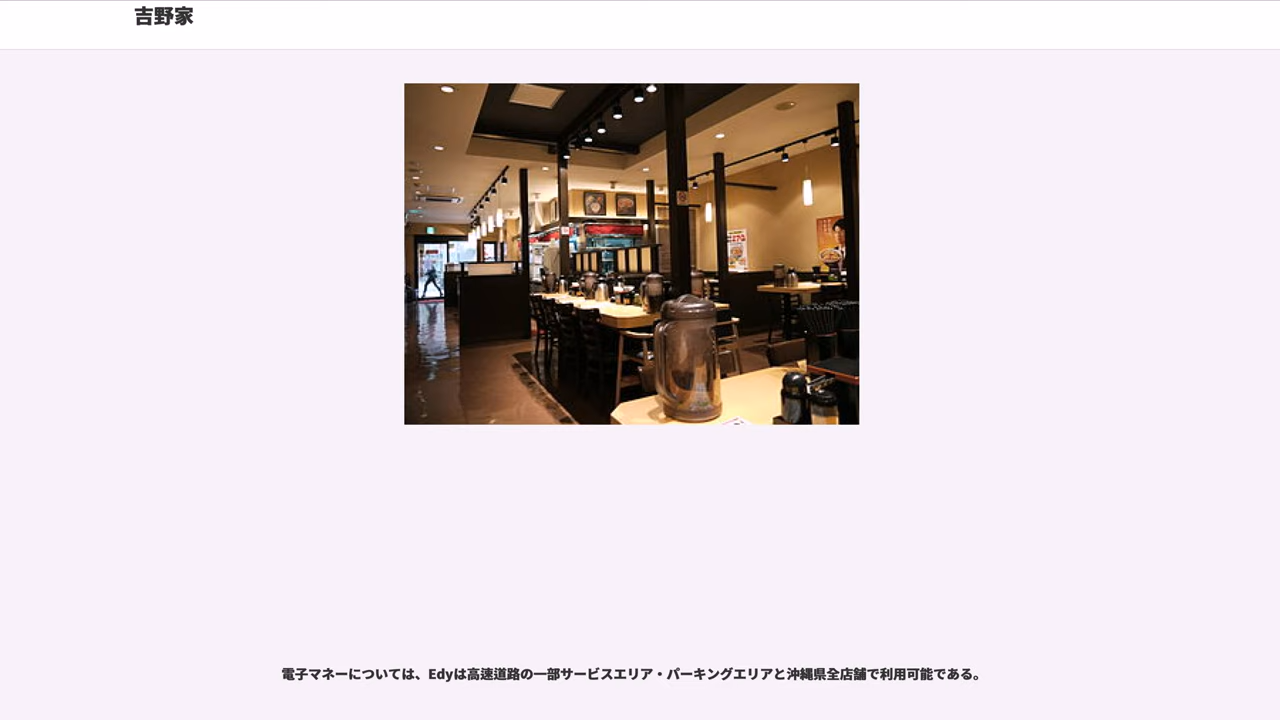 吉野家
電子マネーについては、Edyは高速道路の一部サービスエリア・パーキングエリアと沖縄県全店舗で利用可能である。